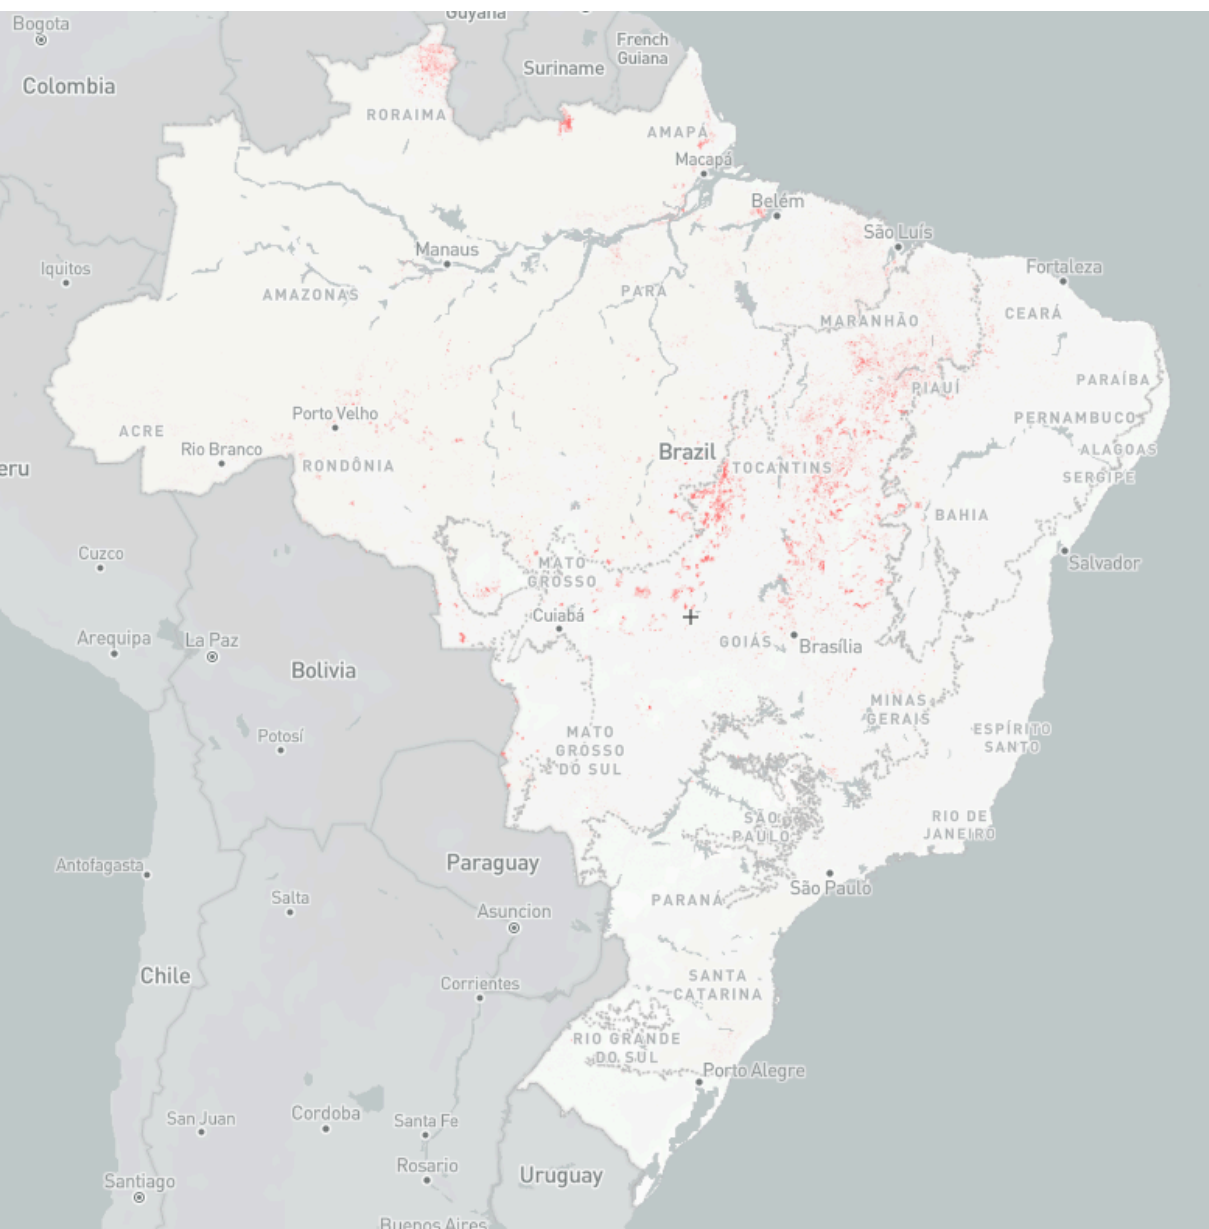 Bogota
Guyana
French
Guiana
Suriname
Colombia
RORAIMA
AMAPÁ
Macapá
Belém
São Luís
Manaus
Iquitos
Fortaleza
AMAZONAS
PARÁ
CEARÁ
MARANHÃO
PIAUÍ
PARAÍBA
Porto Velho
PERNAMBUCO
ACRE
Rio Branco
Brazil
ALAGOAS
eru
RONDÔNIA
TOCANTINS
SERGIPE
BAHIA
Cuzco
MATO
GROSSO
Salvador
Cuiabá
Arequipa
La Paz
GOIÁS
Brasília
Bolivia
MINAS
GERAIS
Potosí
MATO
GROSSO
DO SUL
ESPÍRITO
SANTO
SÃO
PAULO
RIO DE
JANEIRO
Antofagasta
Paraguay
São Paulo
Salta
PARANÁ
Asuncion
Chile
Corrientes
SANTA
CATARINA
RIO GRANDE
DO SUL
Porto Alegre
San Juan
Cordoba
Santa Fe
Rosario
Uruguay
Santiago
Buenos Aires